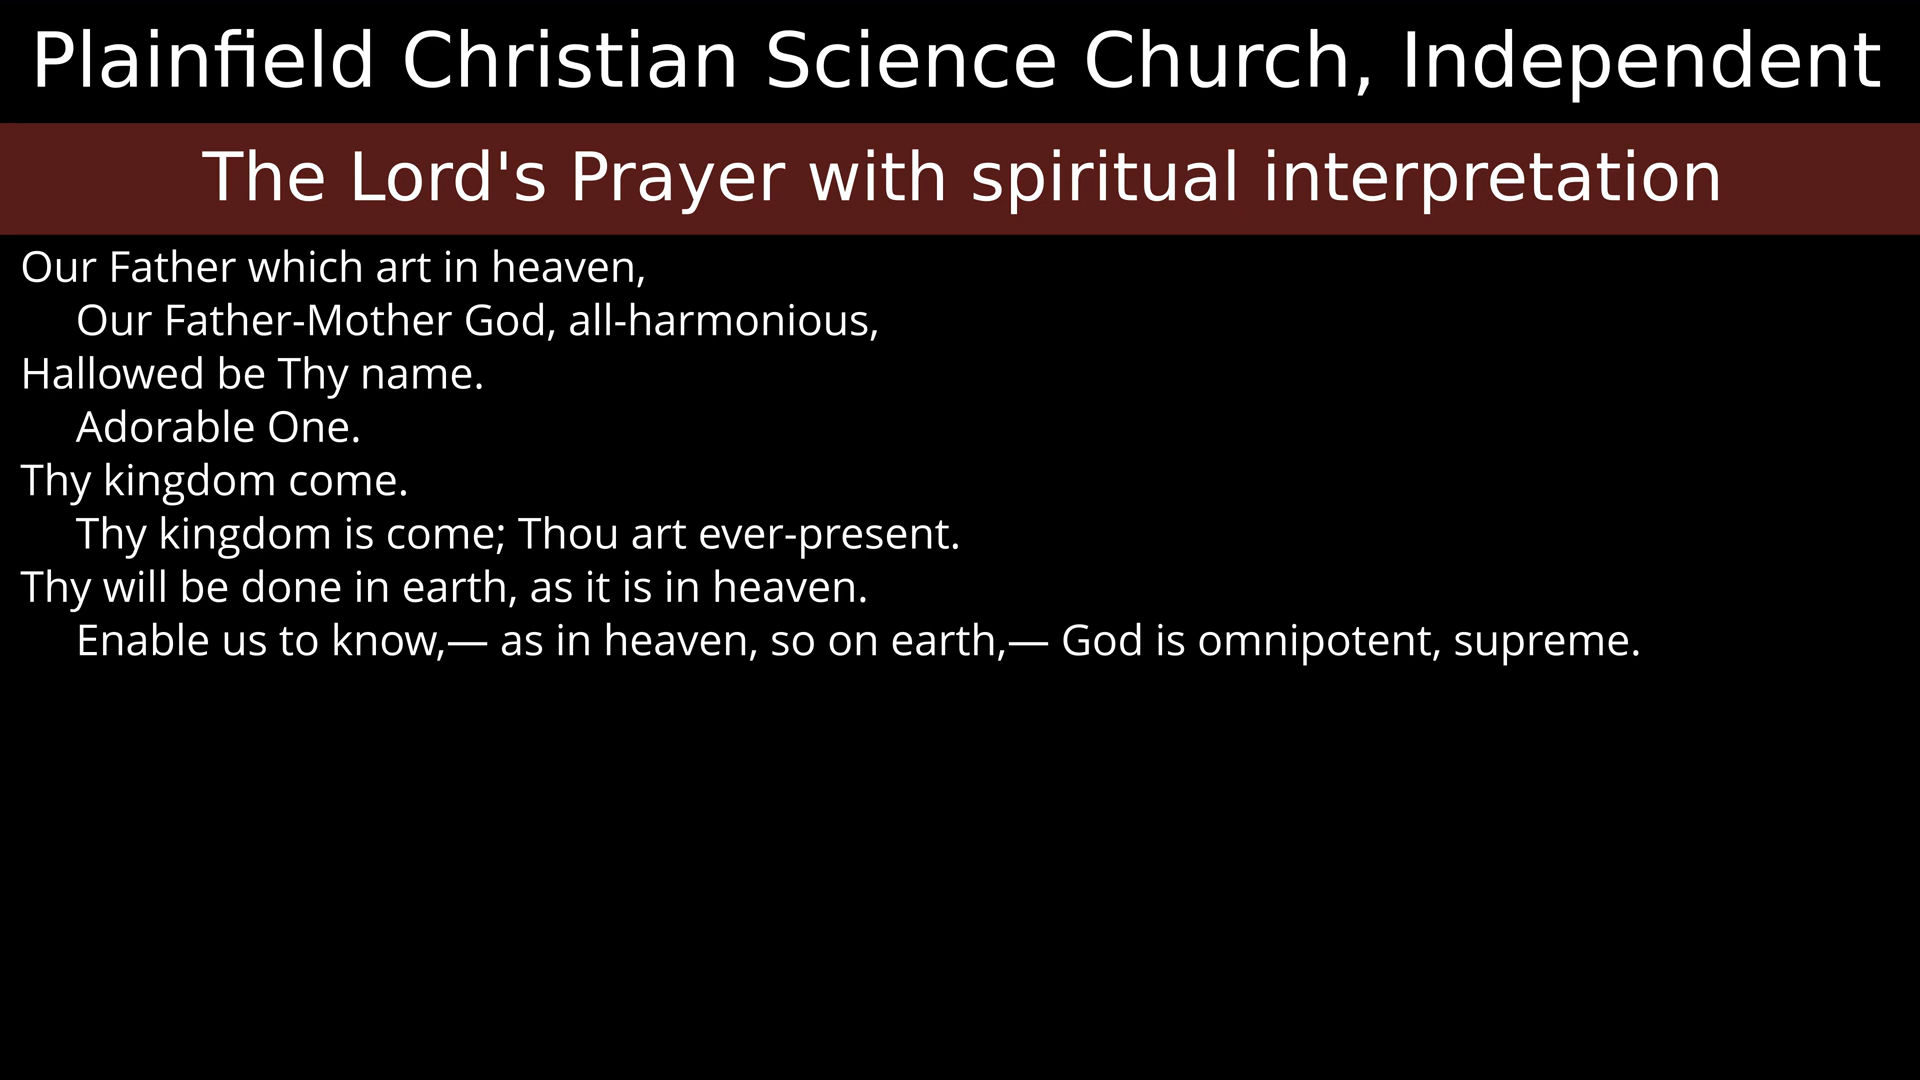 Plainfield Christian Science Church, Independent
The Lord's Prayer with spiritual interpretation
Our Father which art in heaven,
Our Father-Mother God, all-harmonious,
Hallowed be Thy name.
Adorable One.
Thy kingdom come.
Thy kingdom is come; Thou art ever-present.
Thy will be done in earth, as it is in heaven.
Enable us to know,— as in heaven, so on earth,— God is omnipotent, supreme.